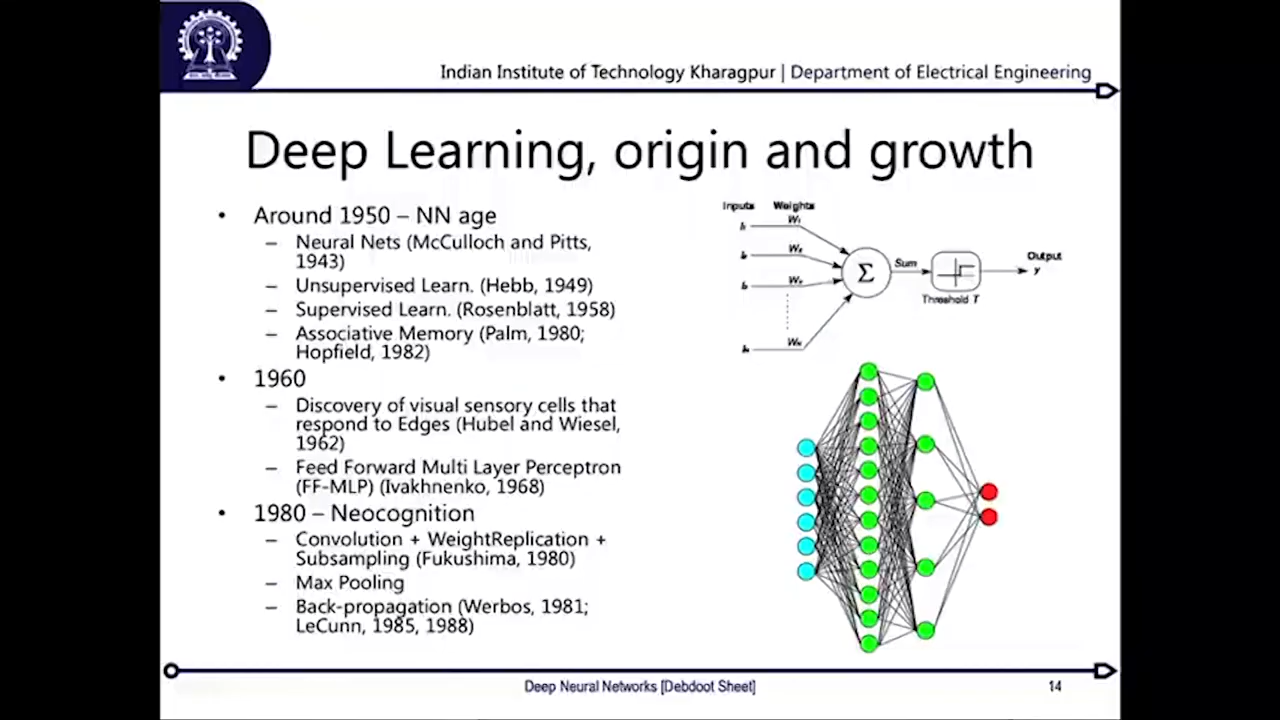 Indian Institute of Technology Kharagpur | Department of Electrical Engineering
Deep Learning, origin and growth
• Around 1950 – NN age
– Neural Nets (McCulloch and Pitts,
1943)
– Unsupervised Learn. (Hebb, 1949)
– Supervised Learn. (Rosenblatt, 1958)
– Associative Memory (Palm, 1980;
Hopfield, 1982)
• 1960
– Discovery of visual sensory cells that
respond to Edges (Hubel and Wiesel,
1962)
– Feed Forward Multi Layer Perceptron
(FF-MLP) (Ivakhnenko, 1968)
• 1980 – Neocognition
– Convolution + WeightReplication +
Subsampling (Fukushima, 1980)
– Max Pooling
– Back-propagation (Werbos, 1981;
LeCunn, 1985, 1988)
Inputs Weights
Σ
Sum
Threshold T
Output
y
Deep Neural Networks [Debdoot Sheet]
14